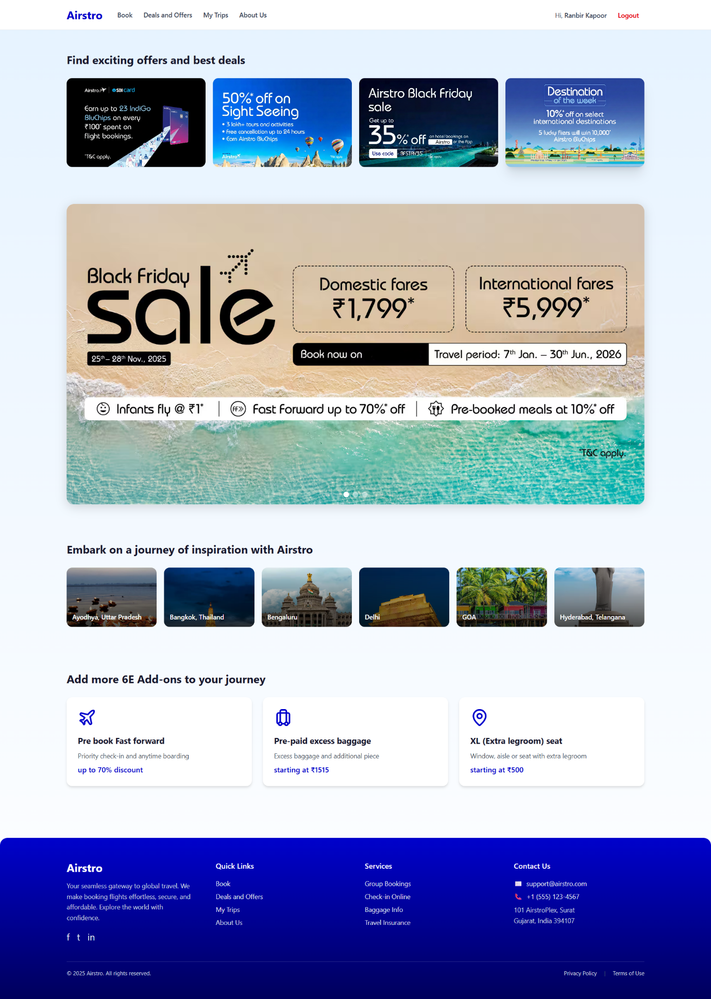 Airstro
Book
Deals and Offers
My Trips
About Us
Hi, Ranbir Kapoor
Logout
Find exciting offers and best deals
Airstro
SBI card
Earn up to 23 IndiGo
BluChips on every
₹100* spent on
flight bookings.
*T&C apply.
50%* off on
Sight Seeing
• 3 lakh+ tours and activities
• Free cancellation up to 24 hours
• Earn Airstro BluChips
Airstro
*T&C apply
Airstro Black Friday
sale
Get up to
35%* off
on hotel bookings on
Airstro or the App
Use code BFSTAY35
*T&C apply
Destination
of the week
10%* off on select
international destinations
5 lucky fliers will win 10,000*
Airstro BluChips
Black Friday
sale
25th – 28th Nov., 2025
Domestic fares
₹1,799*
International fares
₹5,999*
Book now on
Travel period: 7th Jan. – 30th Jun., 2026
Infants fly @ ₹1*
FF Fast Forward up to 70%* off
Pre-booked meals at 10%* off
*T&C apply.
Embark on a journey of inspiration with Airstro
Ayodhya, Uttar Pradesh
Bangkok, Thailand
Bengaluru
Delhi
GOA
Hyderabad, Telangana
Add more 6E Add-ons to your journey
Pre book Fast forward
Priority check-in and anytime boarding
up to 70% discount
Pre-paid excess baggage
Excess baggage and additional piece
starting at ₹1515
XL (Extra legroom) seat
Window, aisle or seat with extra legroom
starting at ₹500
Airstro
Your seamless gateway to global travel. We
make booking flights effortless, secure, and
affordable. Explore the world with
confidence.
f t in
Quick Links
Book
Deals and Offers
My Trips
About Us
Services
Group Bookings
Check-in Online
Baggage Info
Travel Insurance
Contact Us
support@airstro.com
+1 (555) 123-4567
101 AirstroPlex, Surat
Gujarat, India 394107
© 2025 Airstro. All rights reserved.
Privacy Policy | Terms of Use